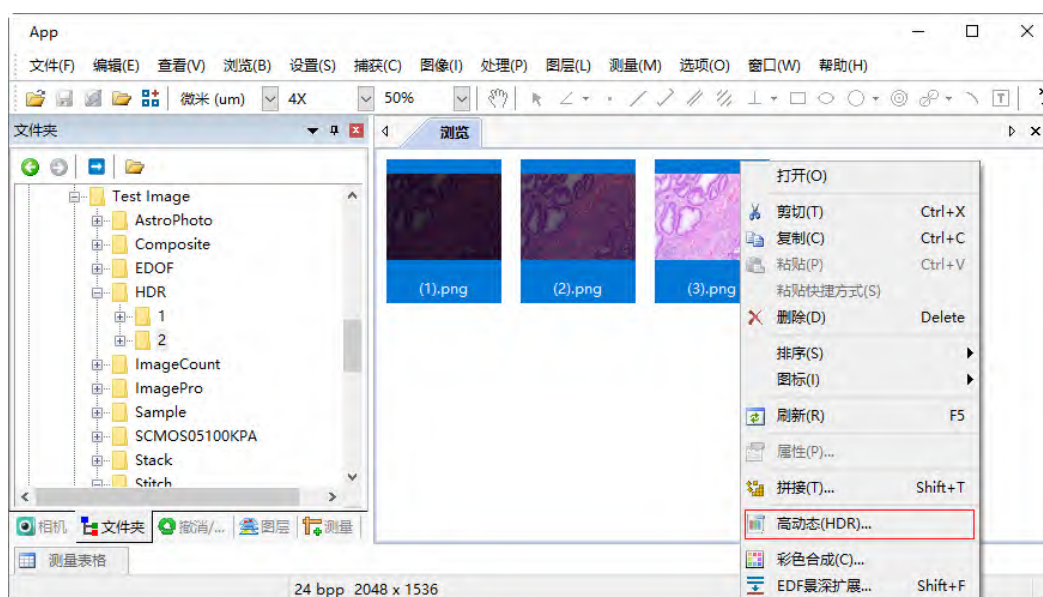 App
文件(F) 编辑(E) 查看(V) 浏览(B) 设置(S) 捕获(C) 图像(I) 处理(P) 图层(L) 测量(M) 选项(O) 窗口(W) 帮助(H)
微米 (um) 4X 50%
文件夹
浏览
Test Image
AstroPhoto
Composite
EDOF
HDR
1
2
ImageCount
ImagePro
Sample
SCMOS05100KPA
Stack
Stitch
(1).png (2).png (3).png
打开(O)
剪切(T) Ctrl+X
复制(C) Ctrl+C
粘贴(P) Ctrl+V
粘贴快捷方式(S)
删除(D) Delete
排序(S)
图标(I)
刷新(R) F5
属性(P)...
拼接(T)... Shift+T
高动态(HDR)...
彩色合成(C)...
EDF景深扩展... Shift+F
相机 文件夹 撤消/... 图层 测量
测量表格
24 bpp 2048 x 1536